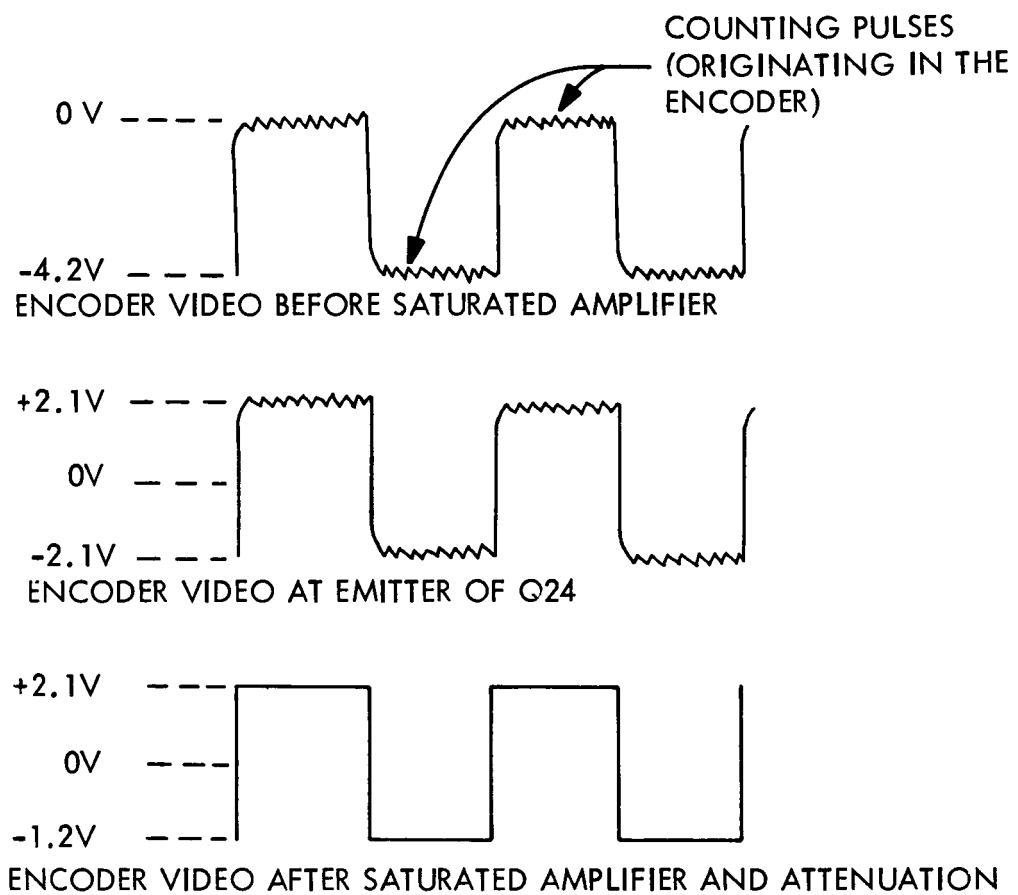 COUNTING PULSES
(ORIGINATING IN THE
ENCODER)
0 V
-4.2V
ENCODER VIDEO BEFORE SATURATED AMPLIFIER
+2.1V
0V
-2.1V
ENCODER VIDEO AT EMITTER OF Q24
+2.1V
0V
-1.2V
ENCODER VIDEO AFTER SATURATED AMPLIFIER AND ATTENUATION